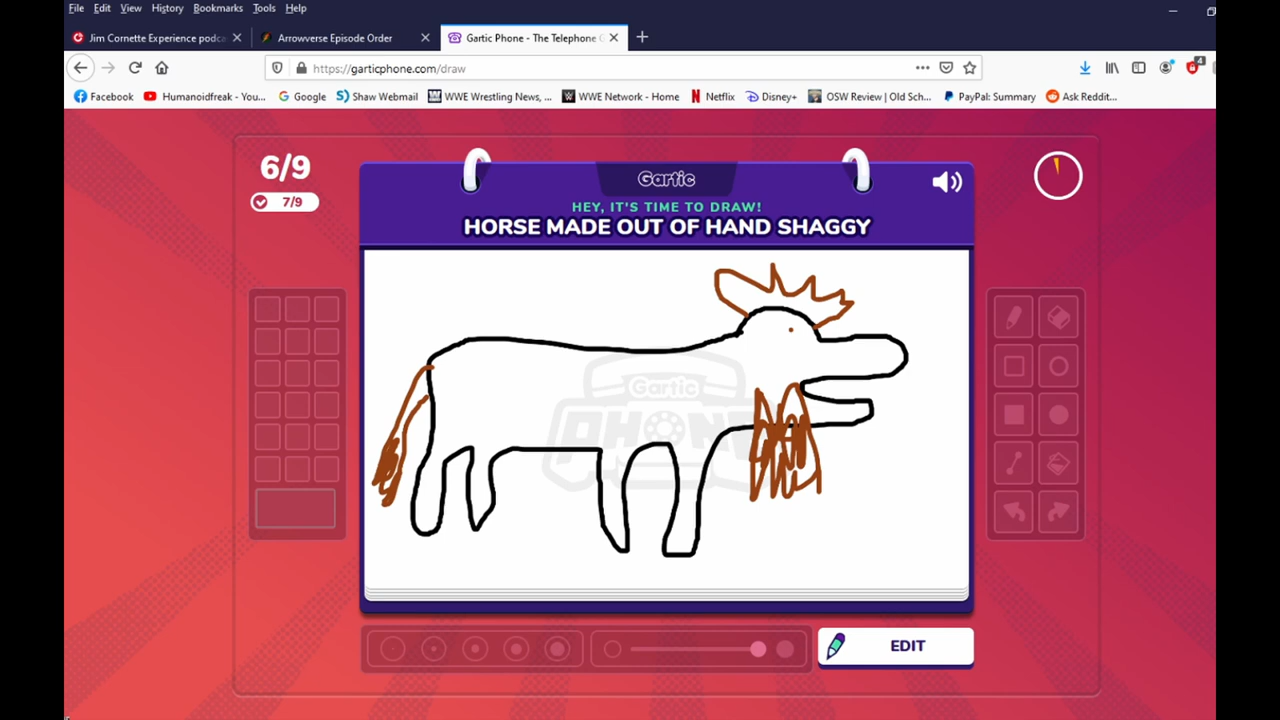 File Edit View History Bookmarks Tools Help
Jim Cornette Experience podca
Arrowverse Episode Order
Gartic Phone - The Telephone G
https://garticphone.com/draw
4
Facebook
Humanoidfreak - You...
Google
Shaw Webmail
WWE Wrestling News, ...
WWE Network - Home
Netflix
Disney+
OSW Review | Old Sch...
PayPal: Summary
Ask Reddit...
6/9
7/9
Gartic
HEY, IT'S TIME TO DRAW!
HORSE MADE OUT OF HAND SHAGGY
Gartic
PHONE
EDIT